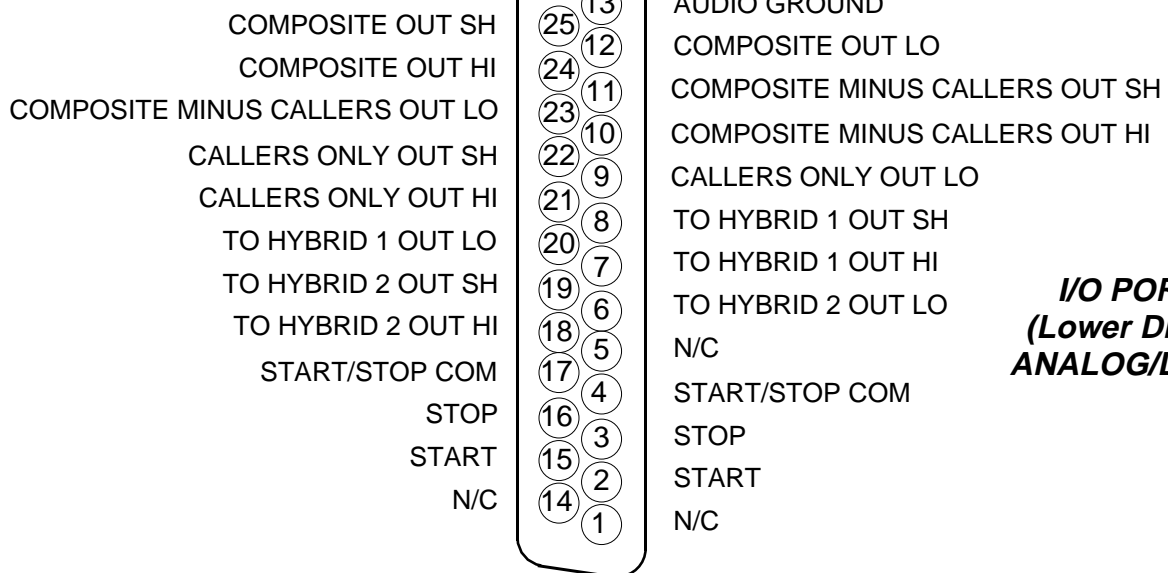 COMPOSITE OUT SH
COMPOSITE OUT HI
COMPOSITE MINUS CALLERS OUT LO
CALLERS ONLY OUT SH
CALLERS ONLY OUT HI
TO HYBRID 1 OUT LO
TO HYBRID 2 OUT SH
TO HYBRID 2 OUT HI
START/STOP COM
STOP
START
N/C
25
24
23
22
21
20
19
18
17
16
15
14
13
12
11
10
9
8
7
6
5
4
3
2
1
AUDIO GROUND
COMPOSITE OUT LO
COMPOSITE MINUS CALLERS OUT SH
COMPOSITE MINUS CALLERS OUT HI
CALLERS ONLY OUT LO
TO HYBRID 1 OUT SH
TO HYBRID 1 OUT HI
TO HYBRID 2 OUT LO
N/C
START/STOP COM
STOP
START
N/C
I/O
(Lower